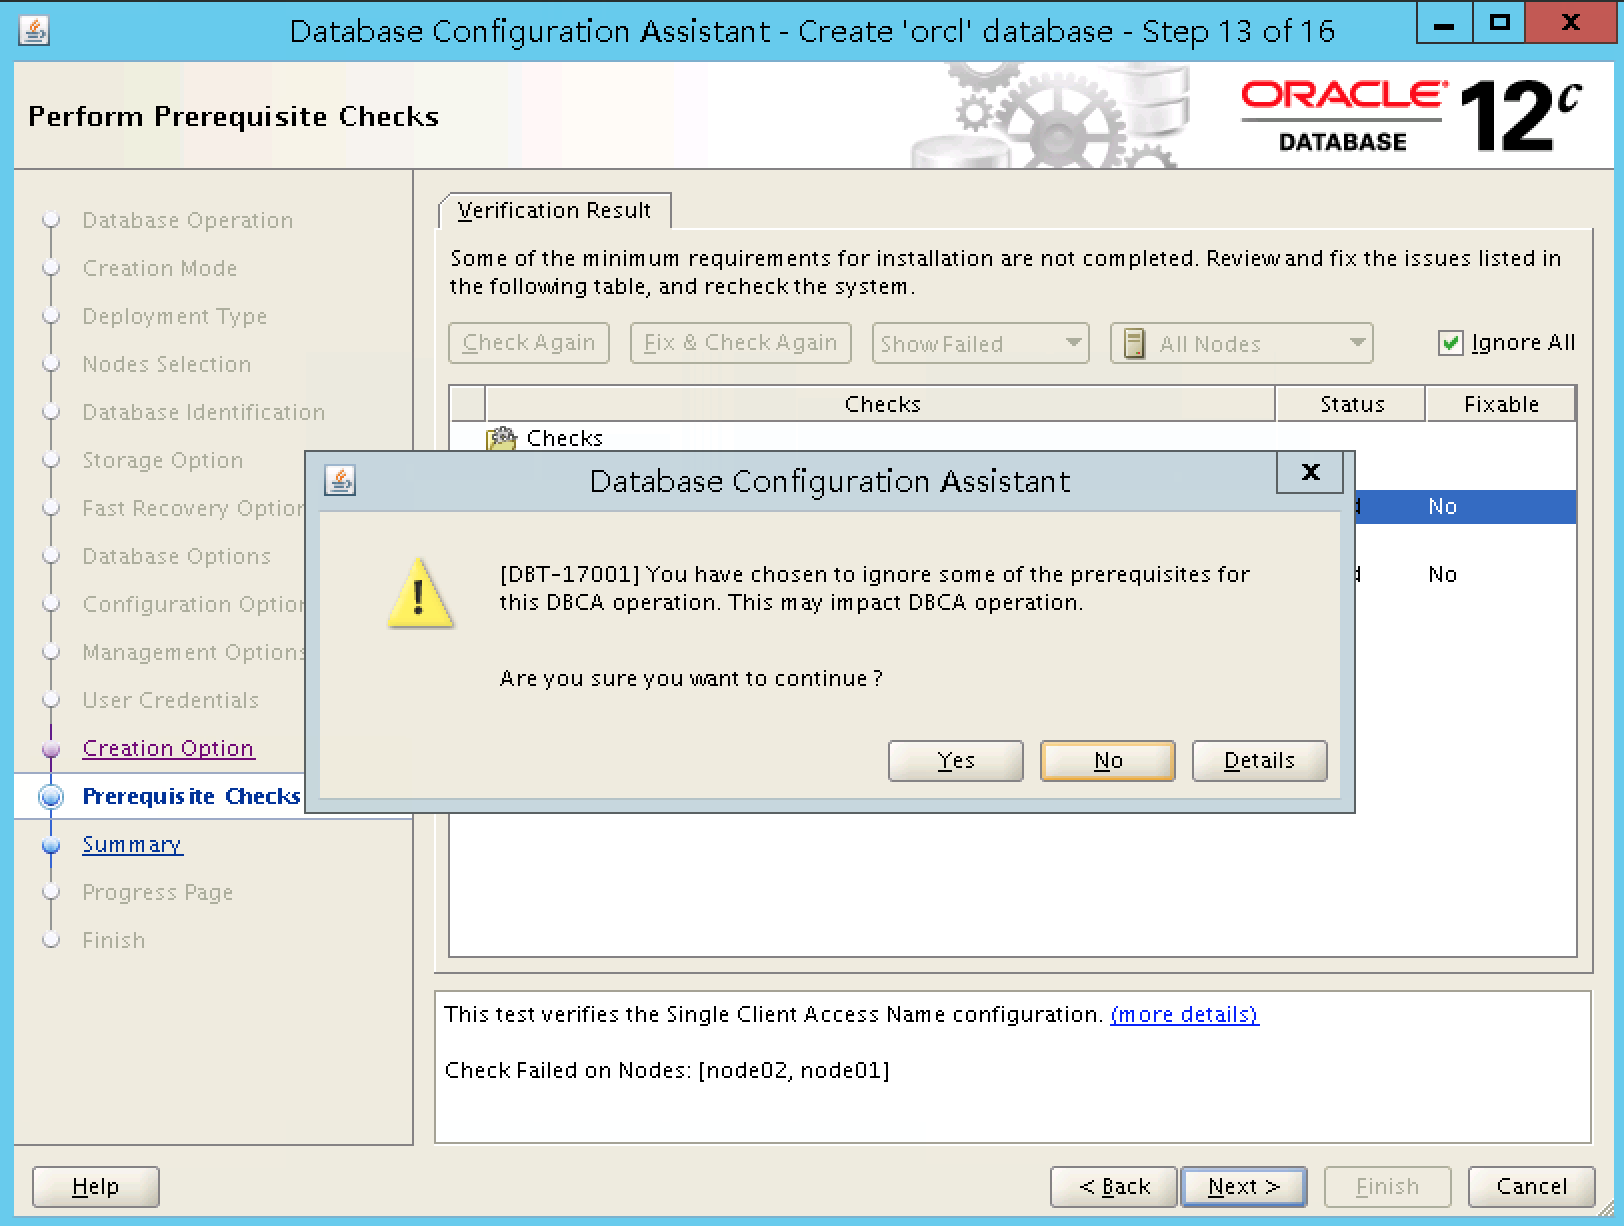 Database Configuration Assistant - Create 'orcl' database - Step 13 of 16
Perform Prerequisite Checks
ORACLE
DATABASE
12c
Database Operation
Creation Mode
Deployment Type
Nodes Selection
Database Identification
Storage Option
Fast Recovery Option
Database Options
Configuration Option
Management Options
User Credentials
Creation Option
Prerequisite Checks
Summary
Progress Page
Finish
Verification Result
Some of the minimum requirements for installation are not completed. Review and fix the issues listed in
the following table, and recheck the system.
Check Again
Fix & Check Again
Show Failed
All Nodes
Ignore All
Checks
Status
Fixable
Checks
No
No
Database Configuration Assistant
[DBT-17001] You have chosen to ignore some of the prerequisites for
this DBCA operation. This may impact DBCA operation.
Are you sure you want to continue ?
Yes
No
Details
This test verifies the Single Client Access Name configuration. (more details)
Check Failed on Nodes: [node02, node01]
Help
< Back
Next >
Finish
Cancel